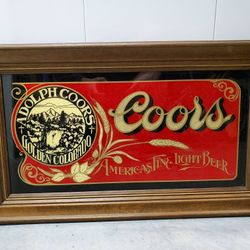 ADOLPH COORS
GOLDEN COLORADO
Coors
AMERICA'S FINE LIGHT BEER